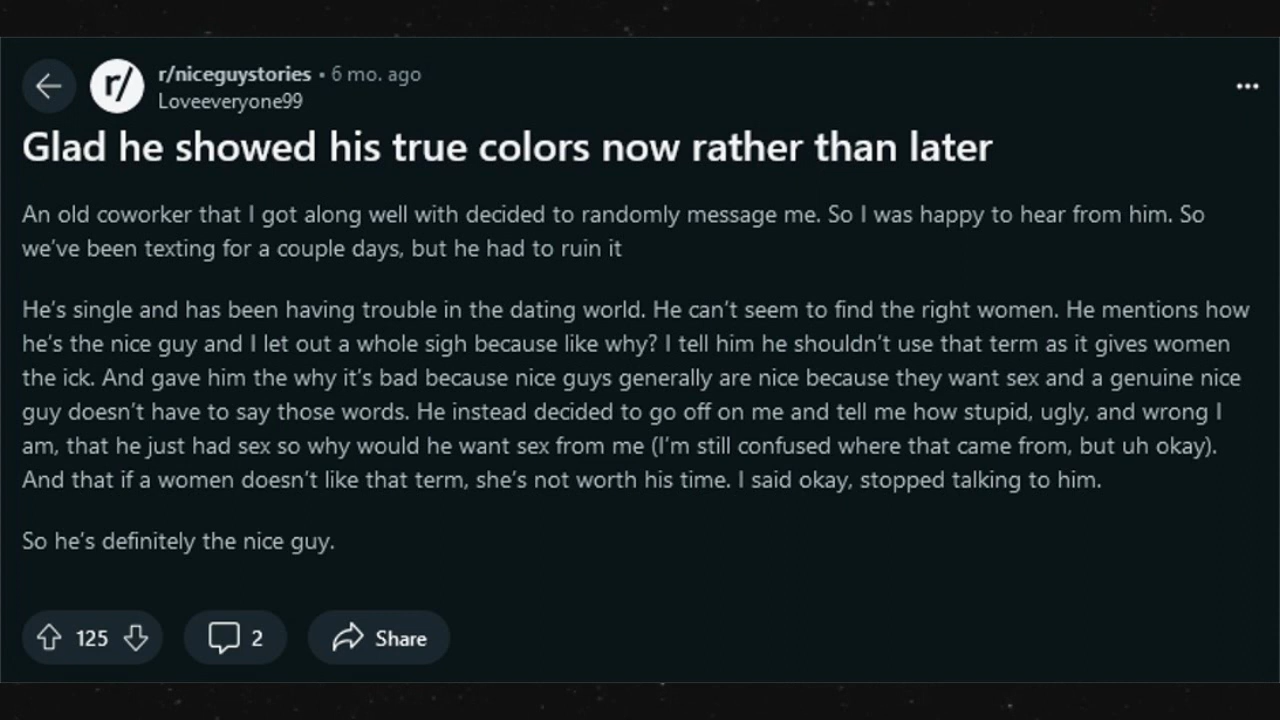 r/niceguystories • 6 mo. ago
Loveeveryone99
r/
Glad he showed his true colors now rather than later
An old coworker that I got along well with decided to randomly message me. So I was happy to hear from him. So
we've been texting for a couple days, but he had to ruin it
He's single and has been having trouble in the dating world. He can't seem to find the right women. He mentions how
he's the nice guy and I let out a whole sigh because like why? I tell him he shouldn't use that term as it gives women
the ick. And gave him the why it's bad because nice guys generally are nice because they want sex and a genuine nice
guy doesn't have to say those words. He instead decided to go off on me and tell me how stupid, ugly, and wrong I
am, that he just had sex so why would he want sex from me (I'm still confused where that came from, but uh okay).
And that if a women doesn't like that term, she's not worth his time. I said okay, stopped talking to him.
So he's definitely the nice guy.
125
2
Share